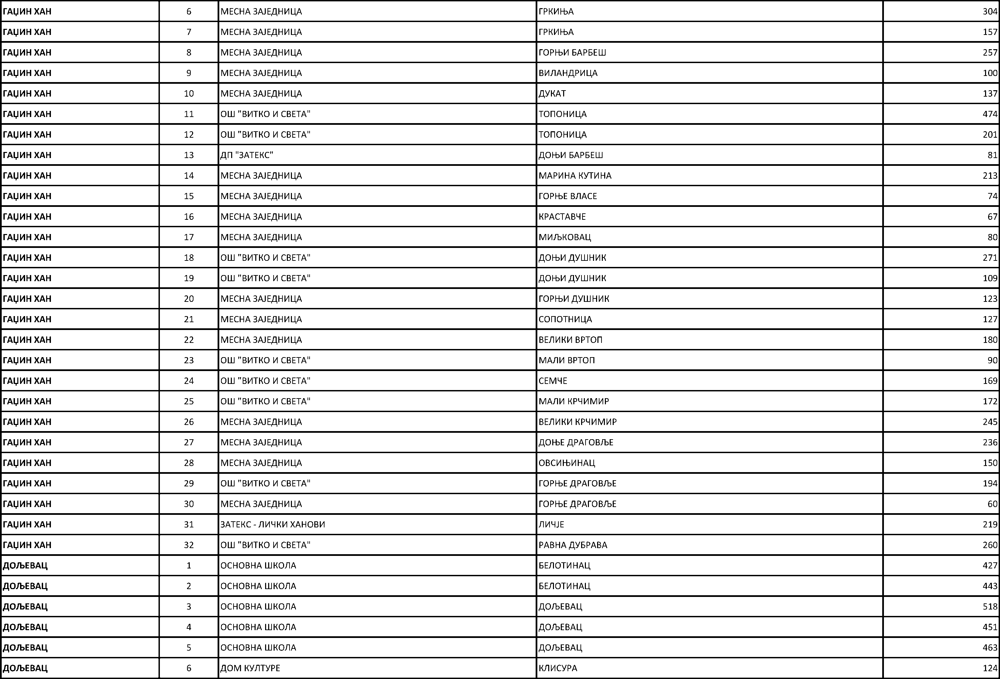 ГАЏИН ХАН 6 МЕСНА ЗАЈЕДНИЦА ГРКИЊА 304
ГАЏИН ХАН 7 МЕСНА ЗАЈЕДНИЦА ГРКИЊА 157
ГАЏИН ХАН 8 МЕСНА ЗАЈЕДНИЦА ГОРЊИ БАРБЕШ 257
ГАЏИН ХАН 9 МЕСНА ЗАЈЕДНИЦА ВИЛАНДРИЦА 100
ГАЏИН ХАН 10 МЕСНА ЗАЈЕДНИЦА ДУКАТ 137
ГАЏИН ХАН 11 ОШ "ВИТКО И СВЕТА" ТОПОНИЦА 474
ГАЏИН ХАН 12 ОШ "ВИТКО И СВЕТА" ТОПОНИЦА 201
ГАЏИН ХАН 13 ДП "ЗАТЕКС" ДОЊИ БАРБЕШ 81
ГАЏИН ХАН 14 МЕСНА ЗАЈЕДНИЦА МАРИНА КУТИНА 213
ГАЏИН ХАН 15 МЕСНА ЗАЈЕДНИЦА ГОРЊЕ ВЛАСЕ 74
ГАЏИН ХАН 16 МЕСНА ЗАЈЕДНИЦА КРАСТАВЧЕ 67
ГАЏИН ХАН 17 МЕСНА ЗАЈЕДНИЦА МИЉКОВАЦ 80
ГАЏИН ХАН 18 ОШ "ВИТКО И СВЕТА" ДОЊИ ДУШНИК 271
ГАЏИН ХАН 19 ОШ "ВИТКО И СВЕТА" ДОЊИ ДУШНИК 109
ГАЏИН ХАН 20 МЕСНА ЗАЈЕДНИЦА ГОРЊИ ДУШНИК 123
ГАЏИН ХАН 21 МЕСНА ЗАЈЕДНИЦА СОПОТНИЦА 127
ГАЏИН ХАН 22 МЕСНА ЗАЈЕДНИЦА ВЕЛИКИ ВРТОП 180
ГАЏИН ХАН 23 ОШ "ВИТКО И СВЕТА" МАЛИ ВРТОП 90
ГАЏИН ХАН 24 ОШ "ВИТКО И СВЕТА" СЕМЧЕ 169
ГАЏИН ХАН 25 ОШ "ВИТКО И СВЕТА" МАЛИ КРЧИМИР 172
ГАЏИН ХАН 26 МЕСНА ЗАЈЕДНИЦА ВЕЛИКИ КРЧИМИР 245
ГАЏИН ХАН 27 МЕСНА ЗАЈЕДНИЦА ДОЊЕ ДРАГОВЉЕ 236
ГАЏИН ХАН 28 МЕСНА ЗАЈЕДНИЦА ОВСИЊИНАЦ 150
ГАЏИН ХАН 29 ОШ "ВИТКО И СВЕТА" ГОРЊЕ ДРАГОВЉЕ 194
ГАЏИН ХАН 30 МЕСНА ЗАЈЕДНИЦА ГОРЊЕ ДРАГОВЉЕ 60
ГАЏИН ХАН 31 ЗАТЕКС - ЛИЧКИ ХАНОВИ ЛИЧЈЕ 219
ГАЏИН ХАН 32 ОШ "ВИТКО И СВЕТА" РАВНА ДУБРАВА 260
ДОЉЕВАЦ 1 ОСНОВНА ШКОЛА БЕЛОТИНАЦ 427
ДОЉЕВАЦ 2 ОСНОВНА ШКОЛА БЕЛОТИНАЦ 443
ДОЉЕВАЦ 3 ОСНОВНА ШКОЛА ДОЉЕВАЦ 518
ДОЉЕВАЦ 4 ОСНОВНА ШКОЛА ДОЉЕВАЦ 451
ДОЉЕВАЦ 5 ОСНОВНА ШКОЛА ДОЉЕВАЦ 463
ДОЉЕВАЦ 6 ДОМ КУЛТУРЕ КЛИСУРА 124